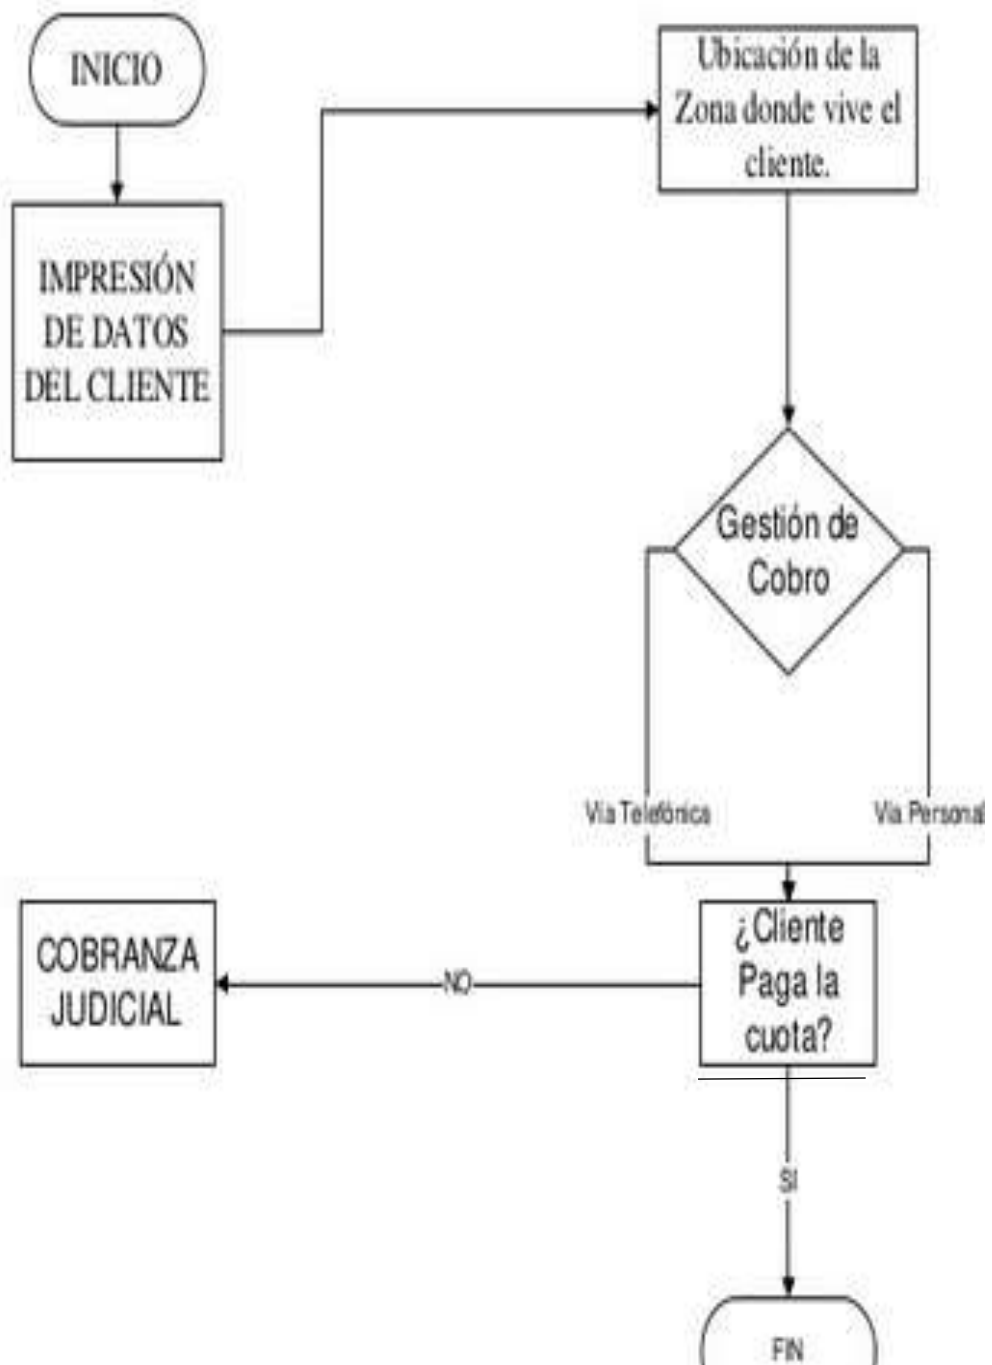 INICIO
IMPRESIÓN
DE DATOS
DEL CLIENTE
Ubicación de la
Zona donde vive el
cliente.
Gestión de
Cobro
Via Telefónica
Via Personal
¿Cliente
Paga la
cuota?
NO
COBRANZA
JUDICIAL
SI
FIN